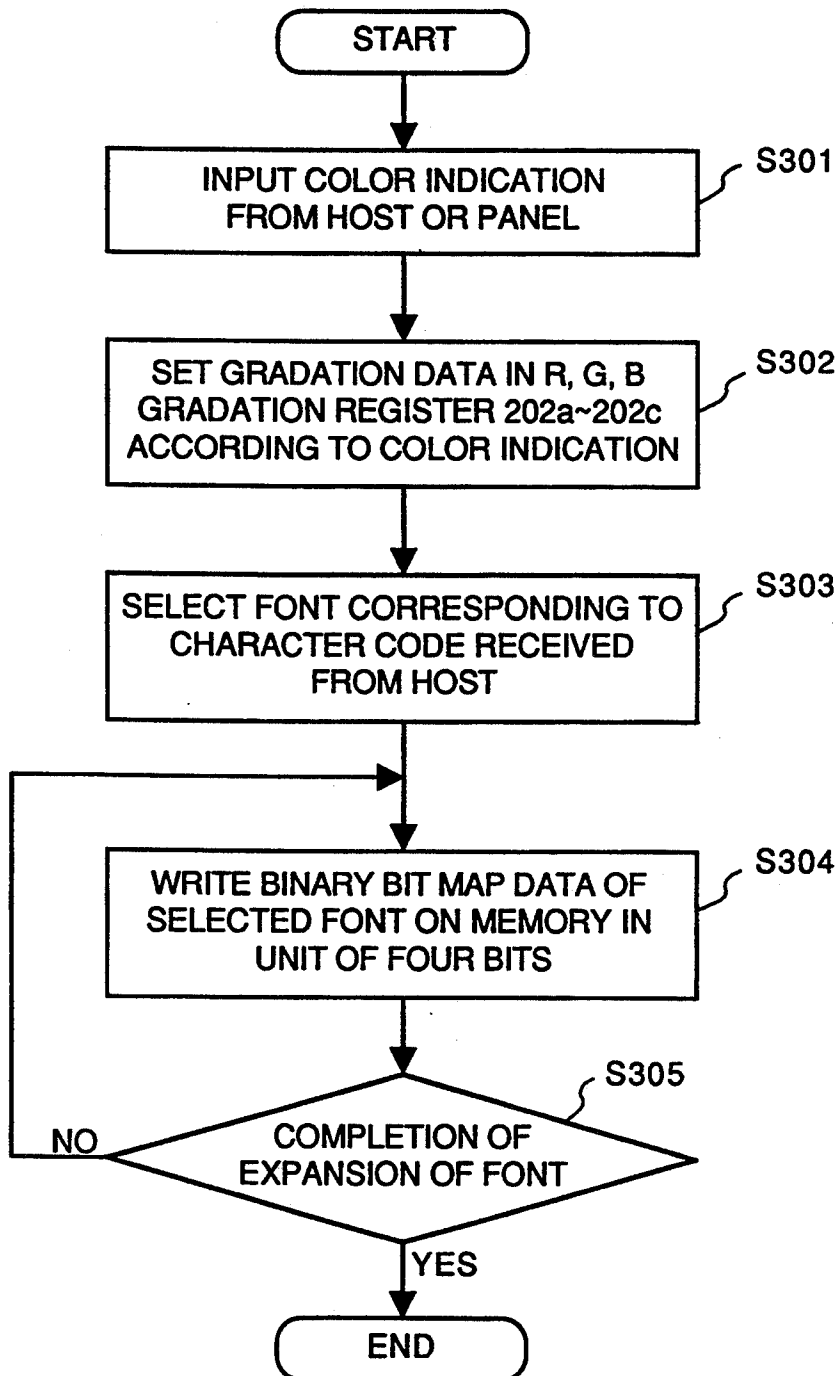 START
S301
INPUT COLOR INDICATION
FROM HOST OR PANEL
S302
SET GRADATION DATA IN R, G, B
GRADATION REGISTER 202a~202c
ACCORDING TO COLOR INDICATION
S303
SELECT FONT CORRESPONDING TO
CHARACTER CODE RECEIVED
FROM HOST
S304
WRITE BINARY BIT MAP DATA OF
SELECTED FONT ON MEMORY IN
UNIT OF FOUR BITS
S305
NO
COMPLETION OF
EXPANSION OF FONT
YES
END